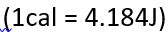 (1cal = 4.184J)